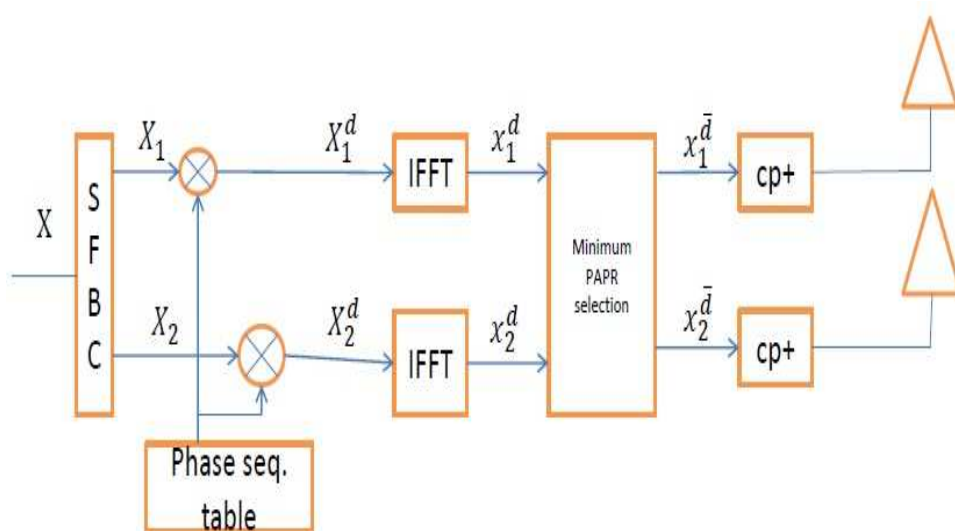 X
S
F
B
C
X₁
X₁ᵈ
IFFT
x₁ᵈ
Minimum
PAPR
selection
x₁ᵈ̄
cp+
X₂
X₂ᵈ
IFFT
x₂ᵈ
x₂ᵈ̄
cp+
Phase seq.
table